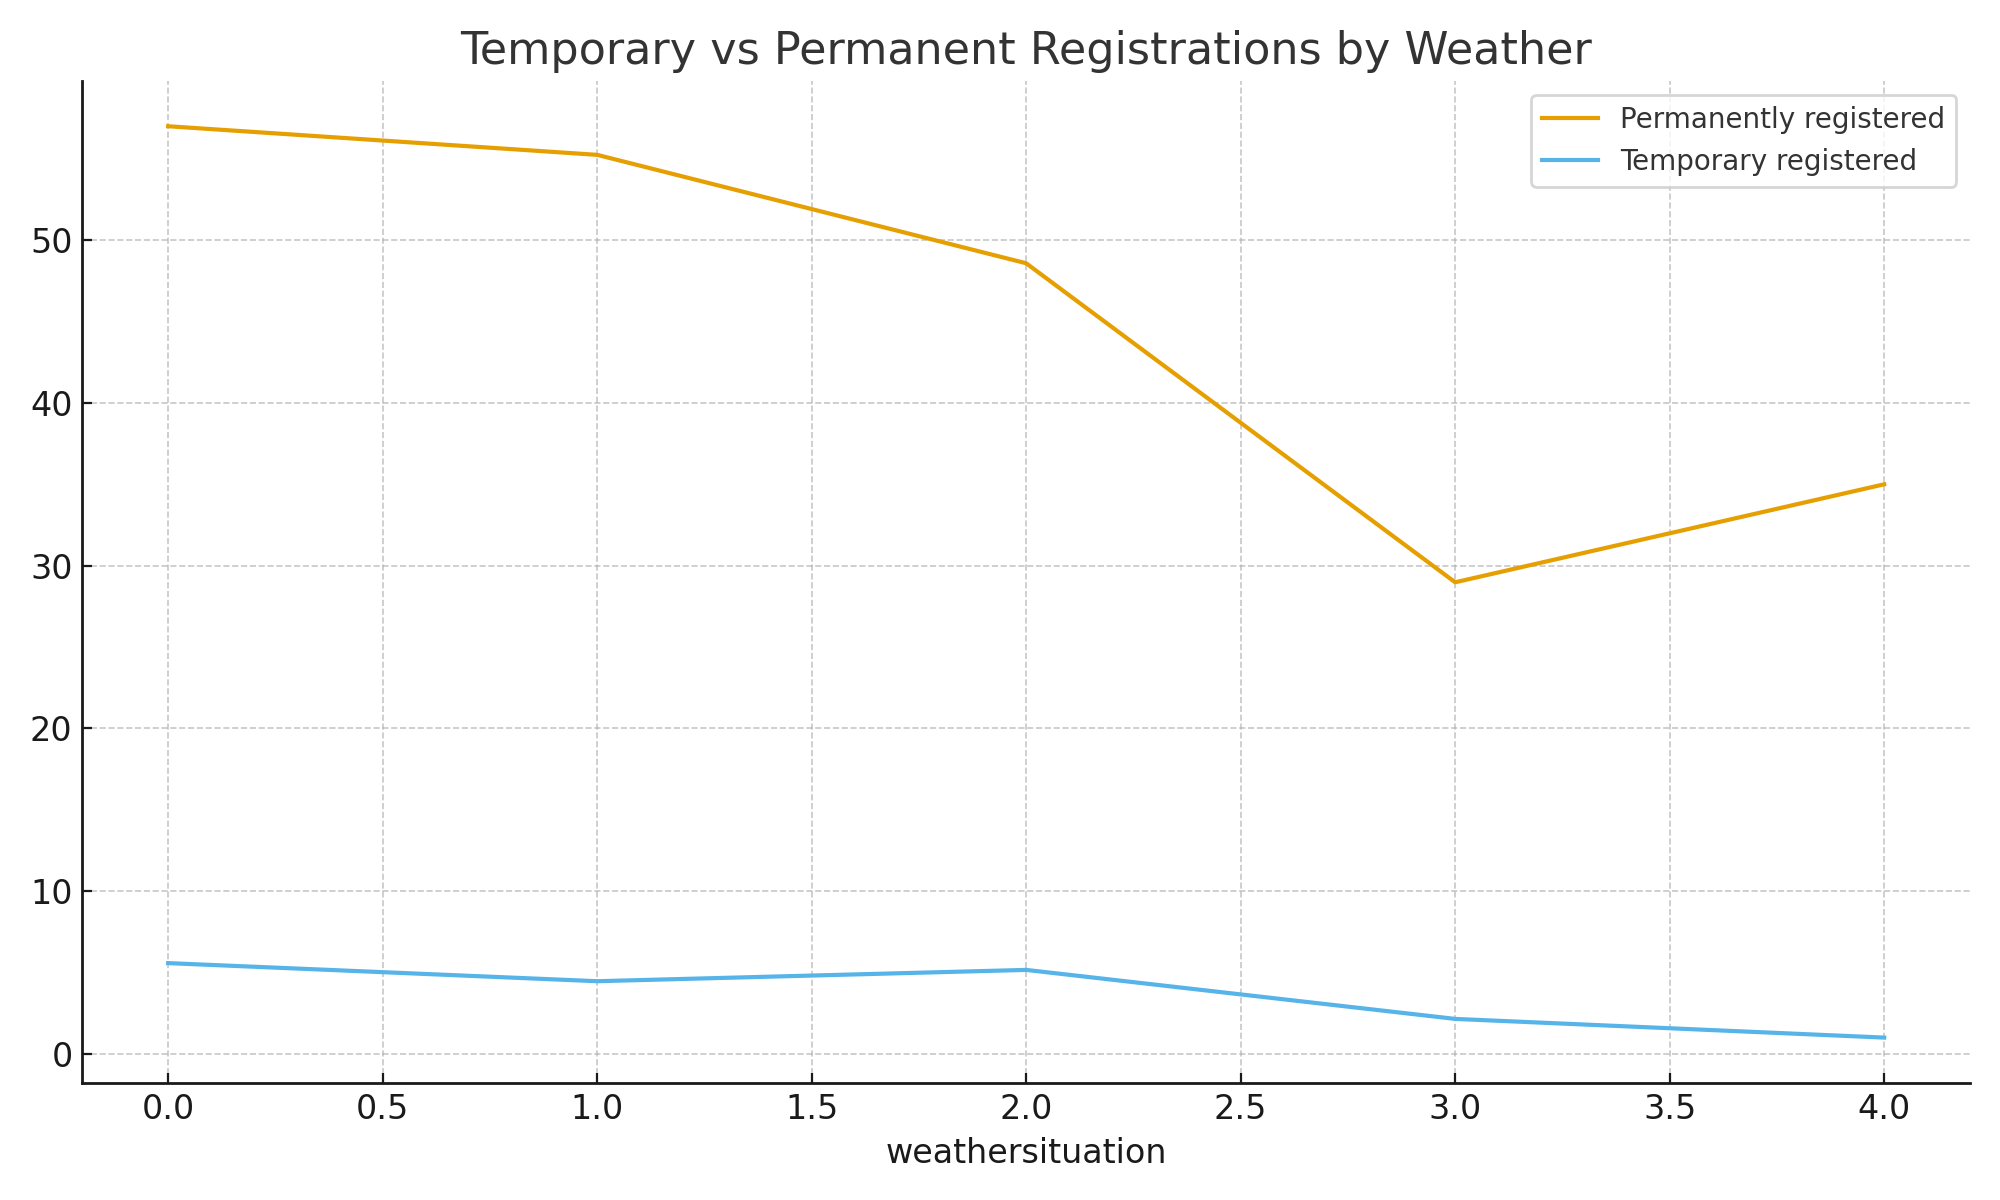 Temporary vs Permanent Registrations by Weather
Permanently registered
Temporary registered
50
40
30
20
10
0
0.0 0.5 1.0 1.5 2.0 2.5 3.0 3.5 4.0
weathersituation